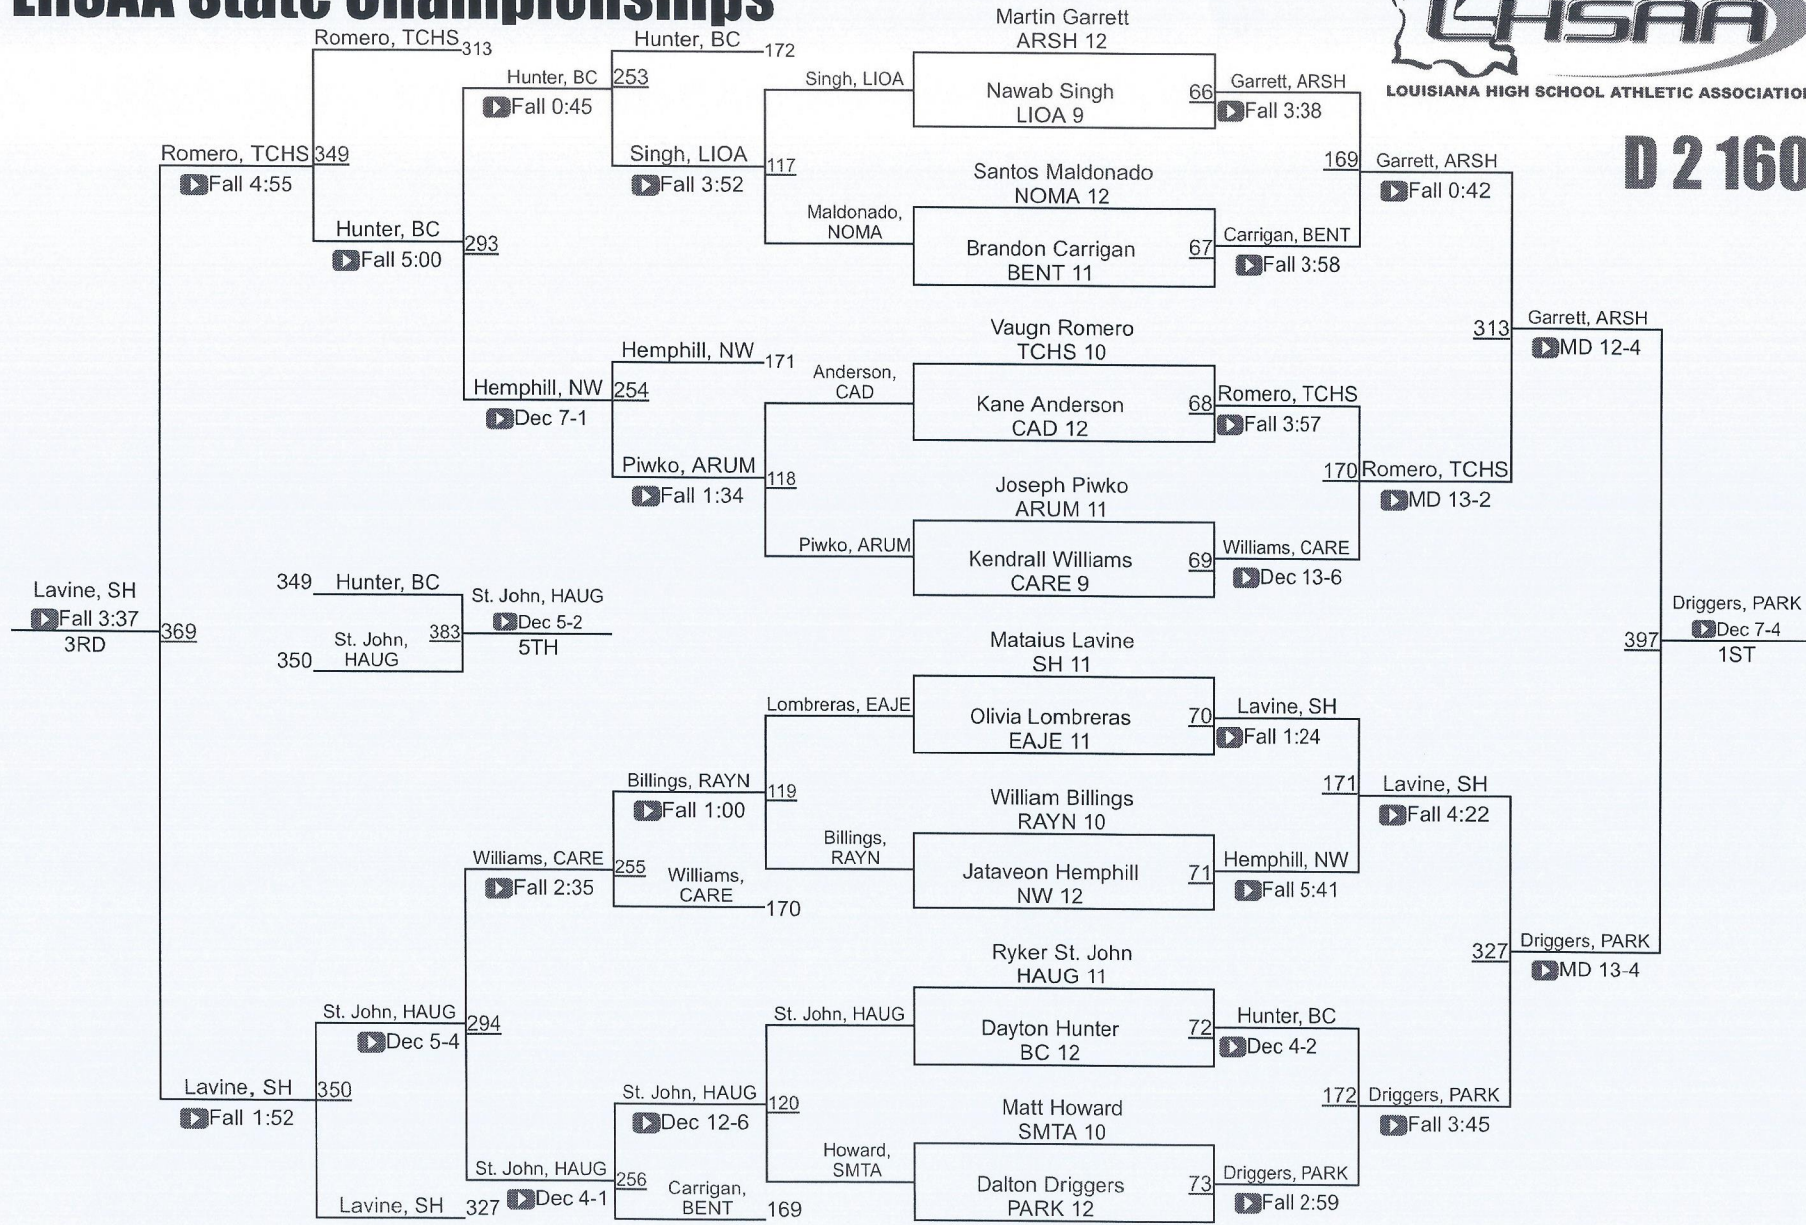 LHSAA State Championships
LHSAA
LOUISIANA HIGH SCHOOL ATHLETIC ASSOCIATION
D 2 160
Romero, TCHS
313
Hunter, BC
172
Martin Garrett
ARSH 12
Hunter, BC
253
Fall 0:45
Singh, LIOA
Nawab Singh
LIOA 9
66
Garrett, ARSH
Fall 3:38
Romero, TCHS
349
Fall 4:55
Singh, LIOA
117
Fall 3:52
Santos Maldonado
NOMA 12
169
Garrett, ARSH
Fall 0:42
Hunter, BC
293
Fall 5:00
Maldonado,
NOMA
Brandon Carrigan
BENT 11
67
Carrigan, BENT
Fall 3:58
Hemphill, NW
171
Vaugn Romero
TCHS 10
313
Garrett, ARSH
MD 12-4
Hemphill, NW
254
Dec 7-1
Anderson,
CAD
Kane Anderson
CAD 12
68
Romero, TCHS
Fall 3:57
Piwko, ARUM
118
Fall 1:34
Joseph Piwko
ARUM 11
170
Romero, TCHS
MD 13-2
Piwko, ARUM
Kendrall Williams
CARE 9
69
Williams, CARE
Dec 13-6
Lavine, SH
Fall 3:37
3RD
369
349
Hunter, BC
St. John,
HAUG
350
383
St. John, HAUG
Dec 5-2
5TH
Driggers, PARK
397
Dec 7-4
1ST
Mataius Lavine
SH 11
Lombreras, EAJE
Olivia Lombreras
EAJE 11
70
Lavine, SH
Fall 1:24
Billings, RAYN
119
Fall 1:00
William Billings
RAYN 10
171
Lavine, SH
Fall 4:22
Williams, CARE
255
Fall 2:35
Williams,
CARE
170
Billings,
RAYN
Jataveon Hemphill
NW 12
71
Hemphill, NW
Fall 5:41
Ryker St. John
HAUG 11
327
Driggers, PARK
MD 13-4
St. John, HAUG
294
Dec 5-4
St. John, HAUG
Dayton Hunter
BC 12
72
Hunter, BC
Dec 4-2
Lavine, SH
350
Fall 1:52
St. John, HAUG
120
Dec 12-6
Matt Howard
SMTA 10
172
Driggers, PARK
Fall 3:45
St. John, HAUG
256
Dec 4-1
Carrigan,
BENT
169
Howard,
SMTA
Dalton Driggers
PARK 12
73
Driggers, PARK
Fall 2:59
Lavine, SH
327